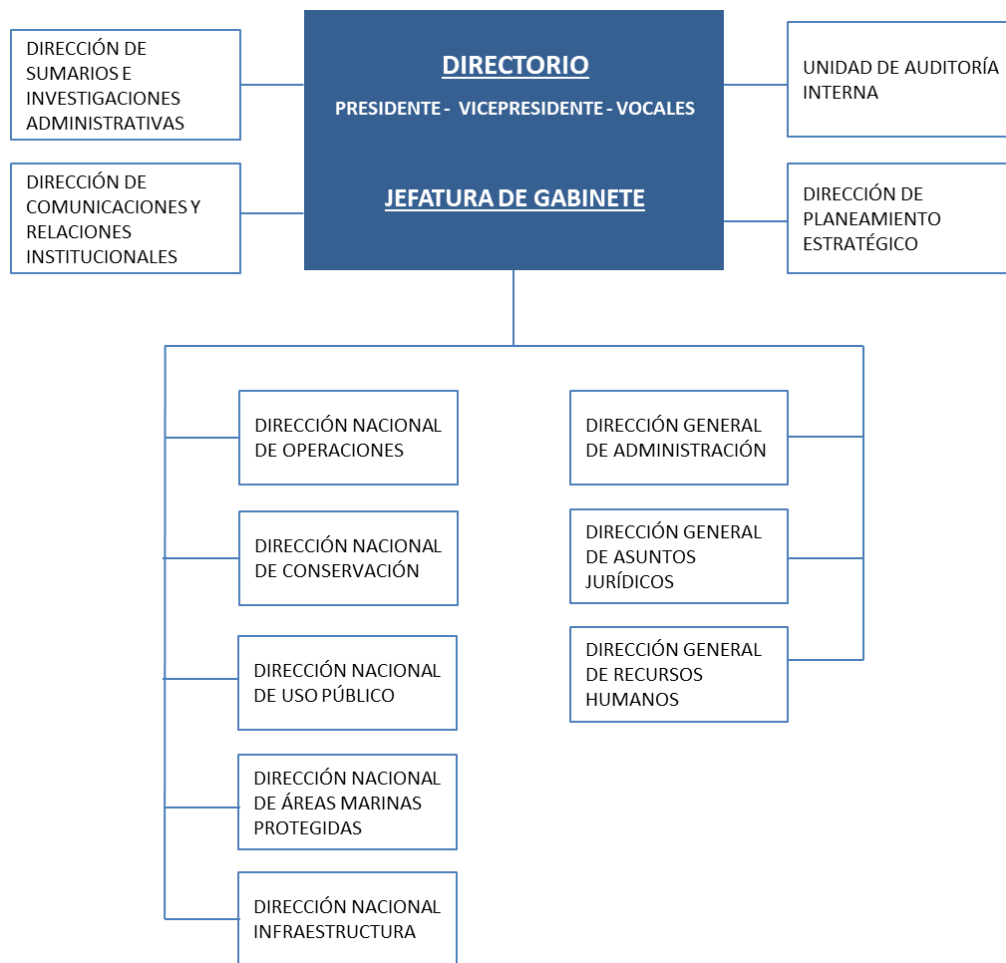 DIRECCIÓN DE
SUMARIOS E
INVESTIGACIONES
ADMINISTRATIVAS
DIRECCIÓN DE
COMUNICACIONES Y
RELACIONES
INSTITUCIONALES
DIRECTORIO
PRESIDENTE - VICEPRESIDENTE - VOCALES
JEFATURA DE GABINETE
UNIDAD DE AUDITORÍA
INTERNA
DIRECCIÓN DE
PLANEAMIENTO
ESTRATÉGICO
DIRECCIÓN NACIONAL
DE OPERACIONES
DIRECCIÓN NACIONAL
DE CONSERVACIÓN
DIRECCIÓN NACIONAL
DE USO PÚBLICO
DIRECCIÓN NACIONAL
DE ÁREAS MARINAS
PROTEGIDAS
DIRECCIÓN NACIONAL
INFRAESTRUCTURA
DIRECCIÓN GENERAL
DE ADMINISTRACIÓN
DIRECCIÓN GENERAL
DE ASUNTOS
JURÍDICOS
DIRECCIÓN GENERAL
DE RECURSOS
HUMANOS